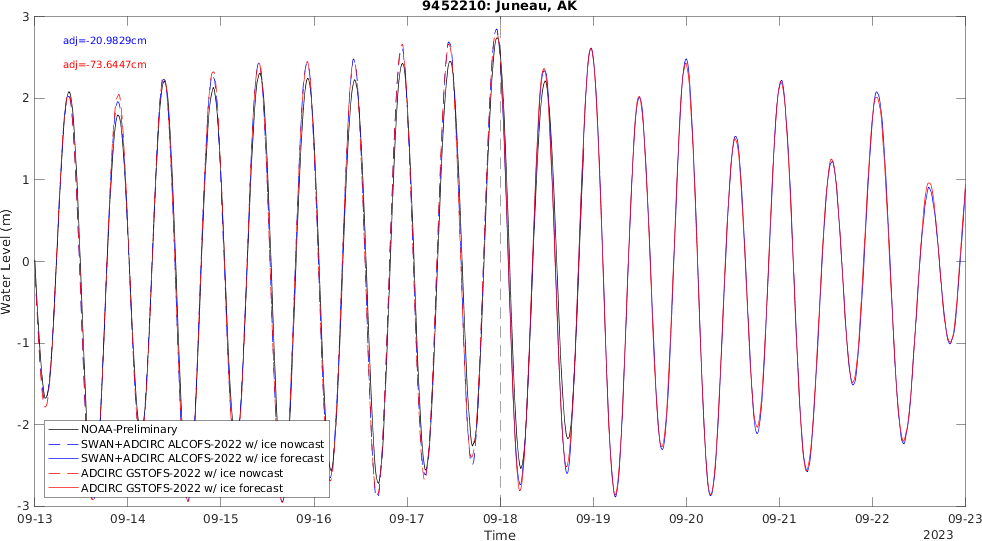 9452210: Juneau, AK
adj=-20.9829cm
adj=-73.6447cm
Water Level (m)
3
2
1
0
-1
-2
-3
NOAA-Preliminary
SWAN+ADCIRC ALCOFS-2022 w/ ice nowcast
SWAN+ADCIRC ALCOFS-2022 w/ ice forecast
ADCIRC GSTOFS-2022 w/ ice nowcast
ADCIRC GSTOFS-2022 w/ ice forecast
09-13 09-14 09-15 09-16 09-17 09-18 09-19 09-20 09-21 09-22 09-23
Time
2023